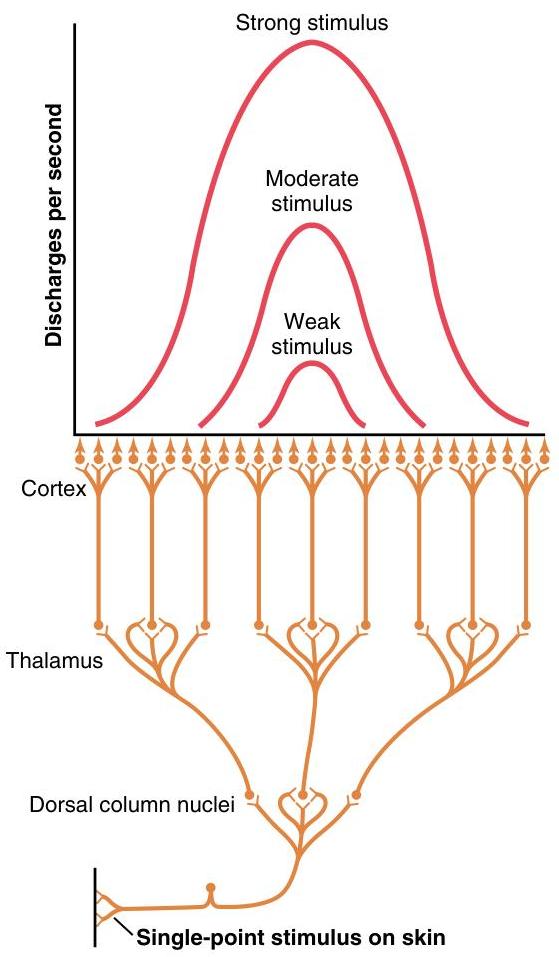 Strong stimulus
Discharges per second
Moderate
stimulus
Weak
stimulus
Cortex
Thalamus
Dorsal column nuclei
Single-point stimulus on skin